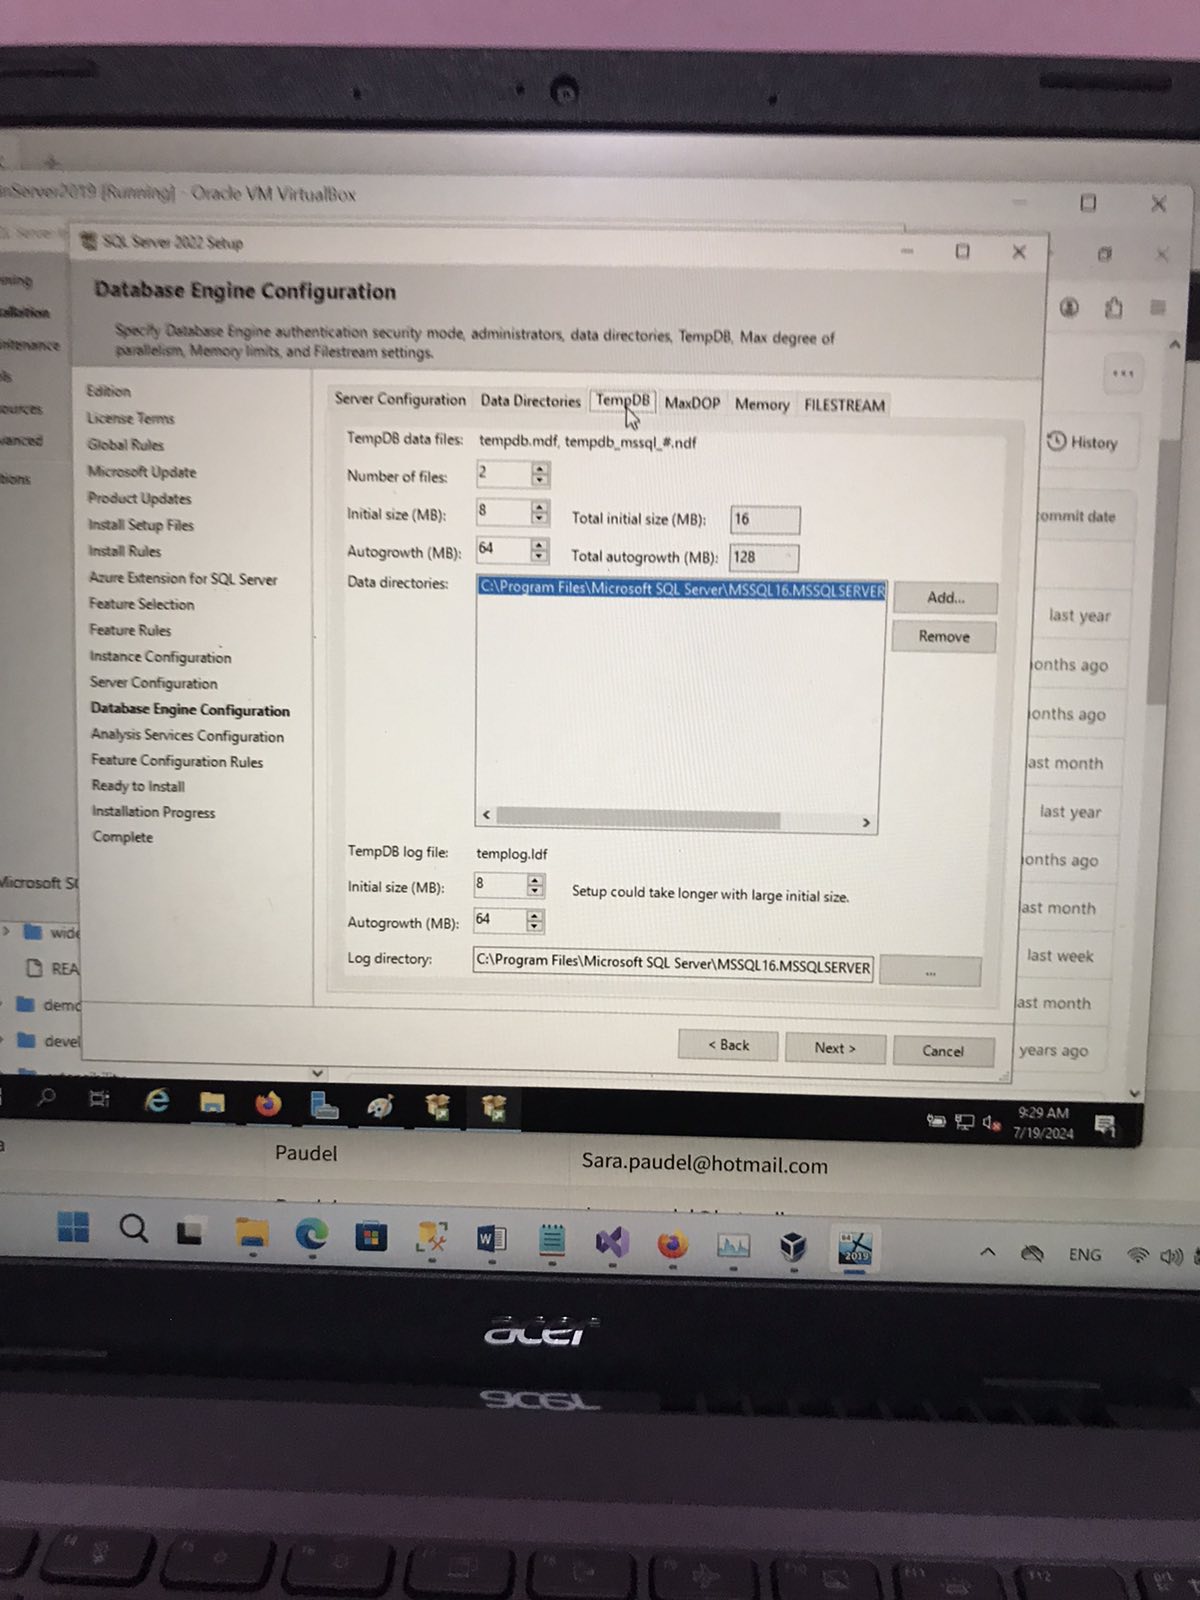 [Running] - Oracle VM VirtualBox
SQL Server 2022 Setup
Database Engine Configuration
Specify Database Engine authentication security mode, administrators, data directories, TempDB, Max degree of
parallelism, Memory limits, and Filestream settings.
Edition
License Terms
Global Rules
Microsoft Update
Product Updates
Install Setup Files
Install Rules
Azure Extension for SQL Server
Feature Selection
Feature Rules
Instance Configuration
Server Configuration
Database Engine Configuration
Analysis Services Configuration
Feature Configuration Rules
Ready to Install
Installation Progress
Complete
Server Configuration Data Directories TempDB MaxDOP Memory FILESTREAM
TempDB data files: tempdb.mdf, tempdb_mssql_#.ndf
Number of files: 2
Initial size (MB): 8 Total initial size (MB): 16
Autogrowth (MB): 64 Total autogrowth (MB): 128
Data directories: C:\Program Files\Microsoft SQL Server\MSSQL16.MSSQLSERVER
Add...
Remove
TempDB log file: templog.ldf
Initial size (MB): 8 Setup could take longer with large initial size.
Autogrowth (MB): 64
Log directory: C:\Program Files\Microsoft SQL Server\MSSQL16.MSSQLSERVER ...
< Back Next > Cancel
History
commit date
last year
onths ago
onths ago
ast month
last year
onths ago
last month
last week
ast month
years ago
Microsoft
wide
REA
demo
devel
9:29 AM
7/19/2024
Paudel Sara.paudel@hotmail.com
ENG
acer